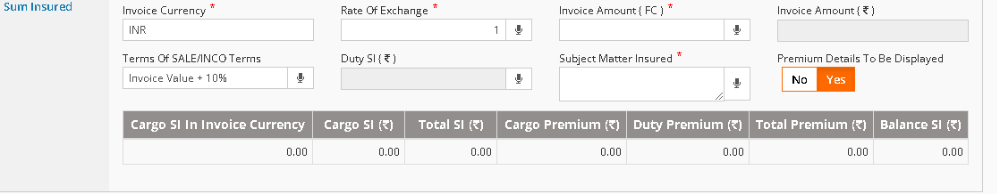 Sum Insured
Invoice Currency * Rate Of Exchange * Invoice Amount ( FC ) * Invoice Amount ( ₹ )
INR 1
Terms Of SALE/INCO Terms Duty SI ( ₹ ) Subject Matter Insured * Premium Details To Be Displayed
Invoice Value + 10% No Yes
Cargo SI In Invoice Currency Cargo SI (₹) Total SI (₹) Cargo Premium (₹) Duty Premium (₹) Total Premium (₹) Balance SI (₹)
0.00 0.00 0.00 0.00 0.00 0.00 0.00